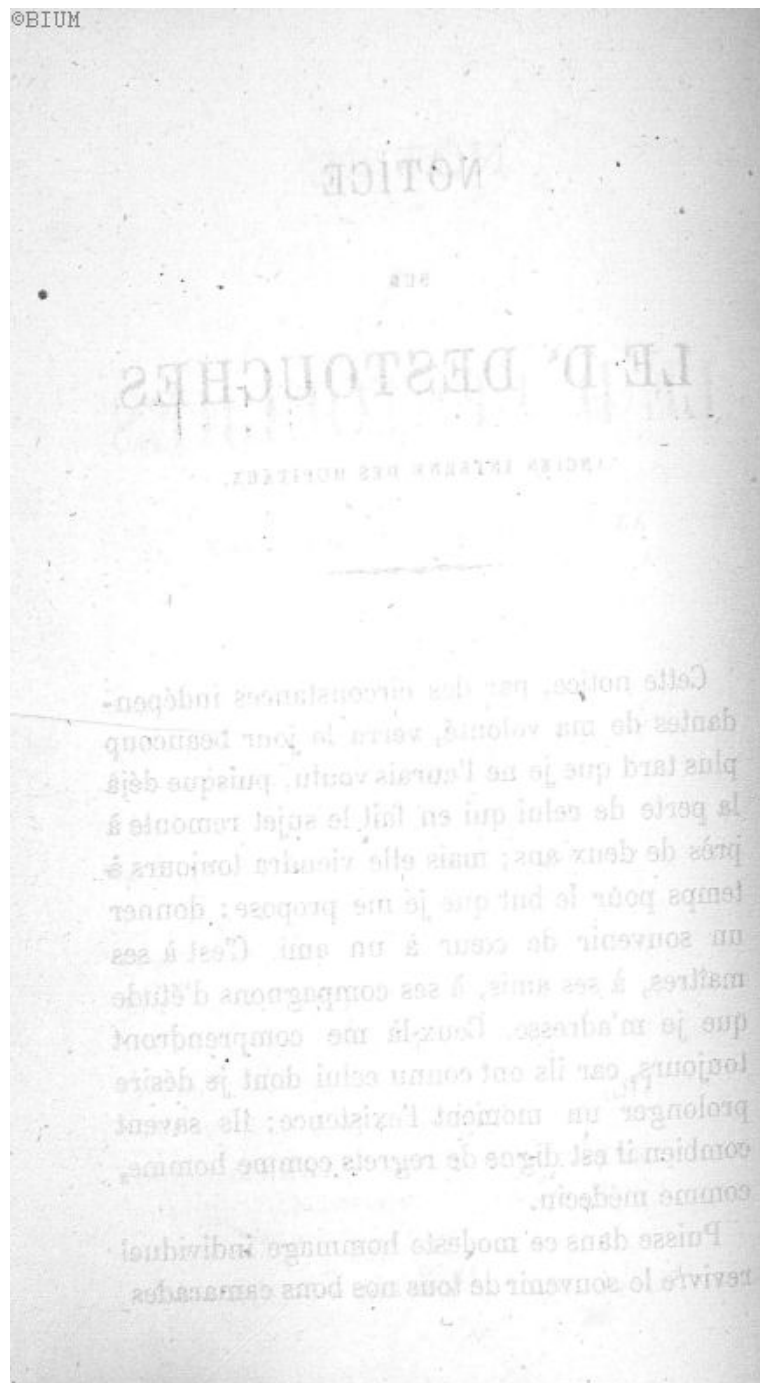 ©BIUM
NOTICE
SUR
LE Dr DESTOUCHES
ANCIEN INTERNE DES HOPITAUX.
Cette notice, par des circonstances indépen-
dantes de ma volonté, verra le jour beaucoup
plus tard que je ne l'aurais voulu, puisque déjà
la perte de celui qui en fait le sujet remonte à
près de deux ans; mais elle viendra toujours à
temps pour le but que je me propose: donner
un souvenir de cœur à un ami. C'est à ses
maîtres, à ses amis, à ses compagnons d'étude
que je m'adresse. Ceux-là me comprendront
toujours, car ils ont connu celui dont je désire
prolonger un moment l'existence; ils savent
combien il est digne de regrets comme homme,
comme médecin.
Puisse dans ce modeste hommage individuel
revivre le souvenir de tous nos bons camarades